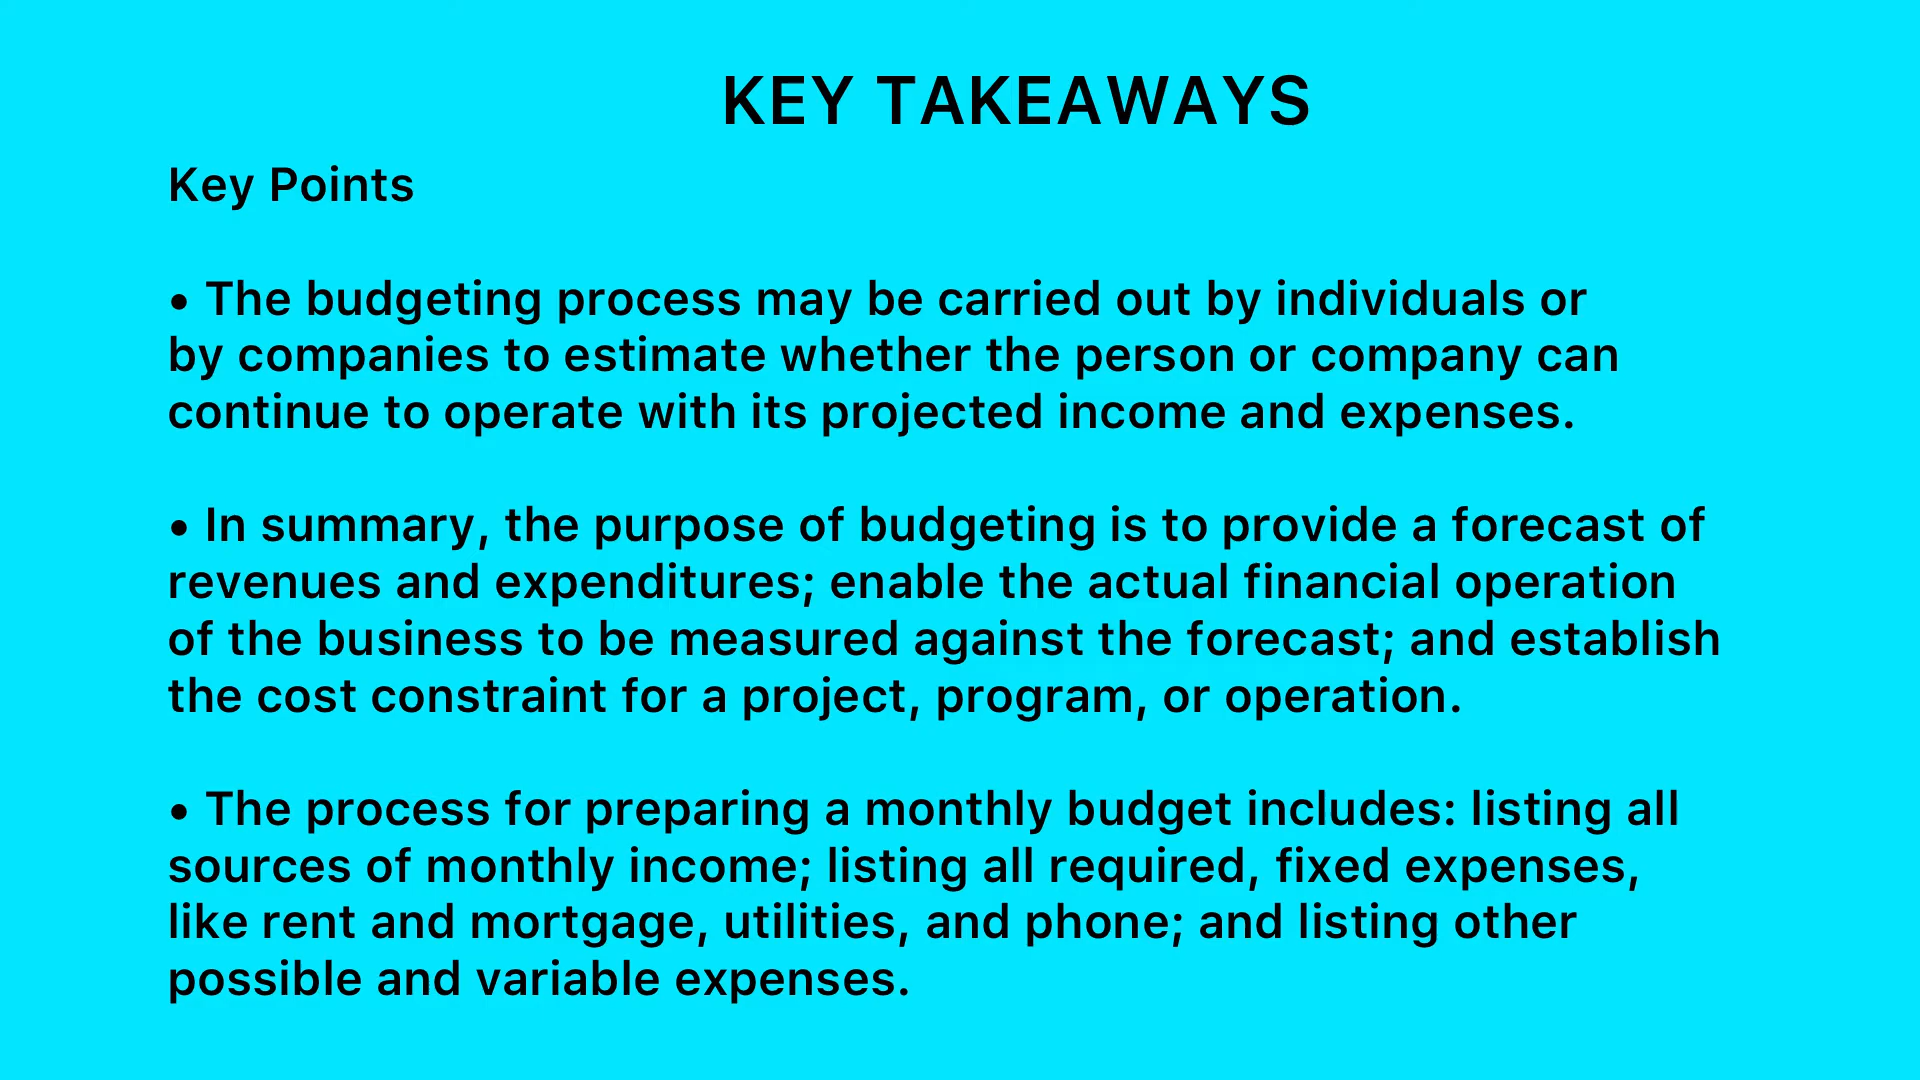 KEY TAKEAWAYS
Key Points
• The budgeting process may be carried out by individuals or
by companies to estimate whether the person or company can
continue to operate with its projected income and expenses.
• In summary, the purpose of budgeting is to provide a forecast of
revenues and expenditures; enable the actual financial operation
of the business to be measured against the forecast; and establish
the cost constraint for a project, program, or operation.
• The process for preparing a monthly budget includes: listing all
sources of monthly income; listing all required, fixed expenses,
like rent and mortgage, utilities, and phone; and listing other
possible and variable expenses.